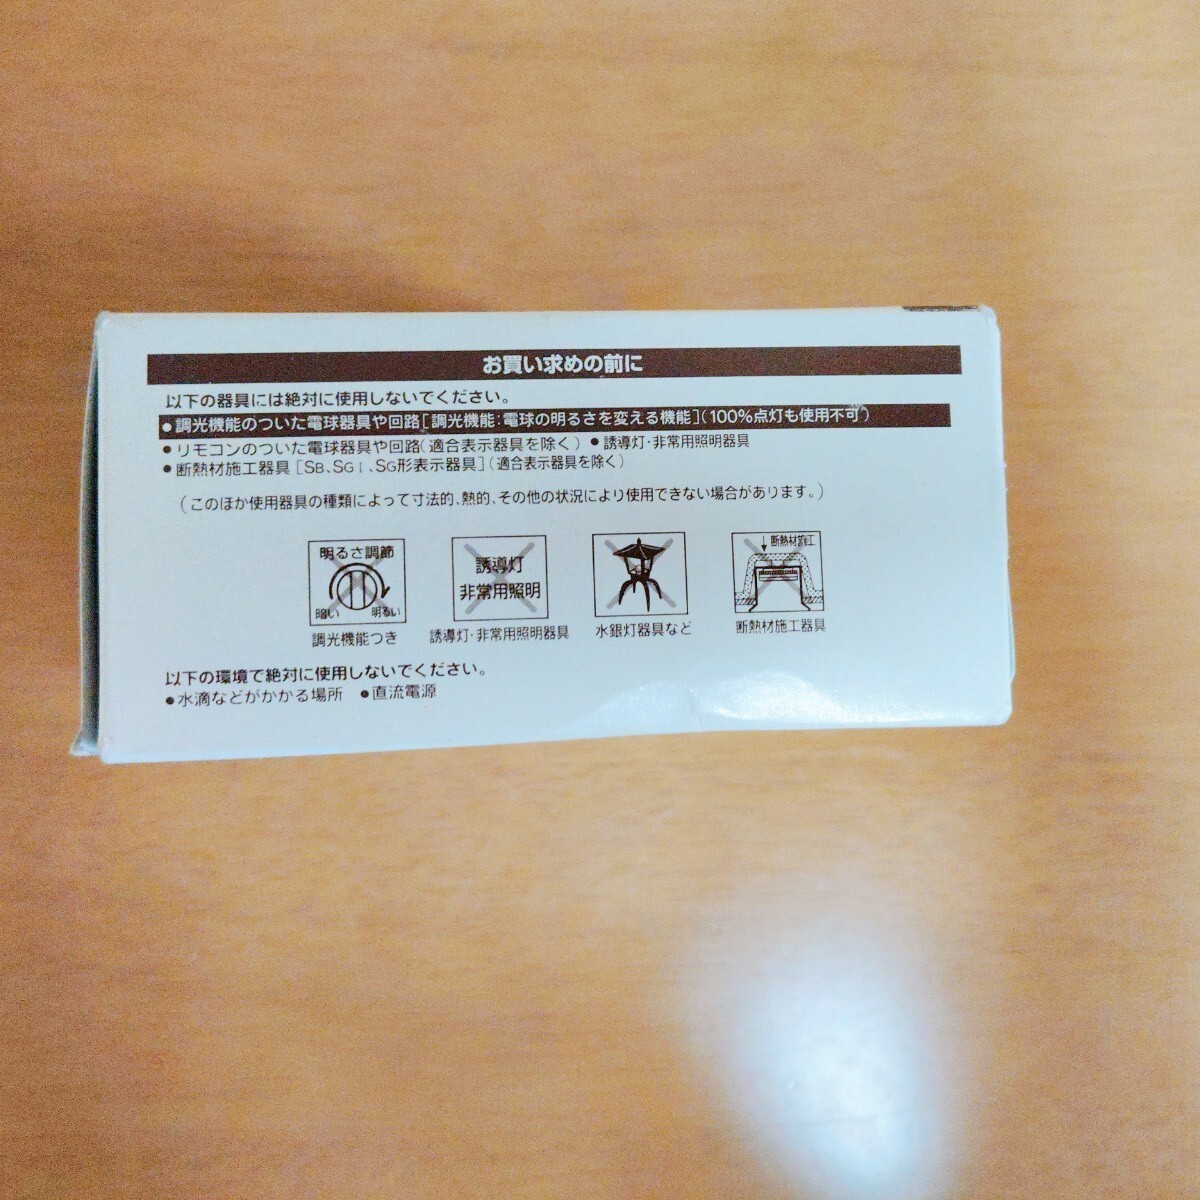 お買い求めの前に
以下の器具には絶対に使用しないでください。
●調光機能のついた電球器具や回路[調光機能:電球の明るさを変える機能](100%点灯も使用不可)
●リモコンのついた電球器具や回路(適合表示器具を除く) ●誘導灯・非常用照明器具
●断熱材施工器具[SB、SGI、SG形表示器具](適合表示器具を除く)
(このほか使用器具の種類によって寸法的、熱的、その他の状況により使用できない場合があります。)
明るさ調節
暗い 明るい
調光機能つき
誘導灯
非常用照明
誘導灯・非常用照明器具
水銀灯器具など
断熱材施工
断熱材施工器具
以下の環境で絶対に使用しないでください。
●水滴などがかかる場所 ●直流電源